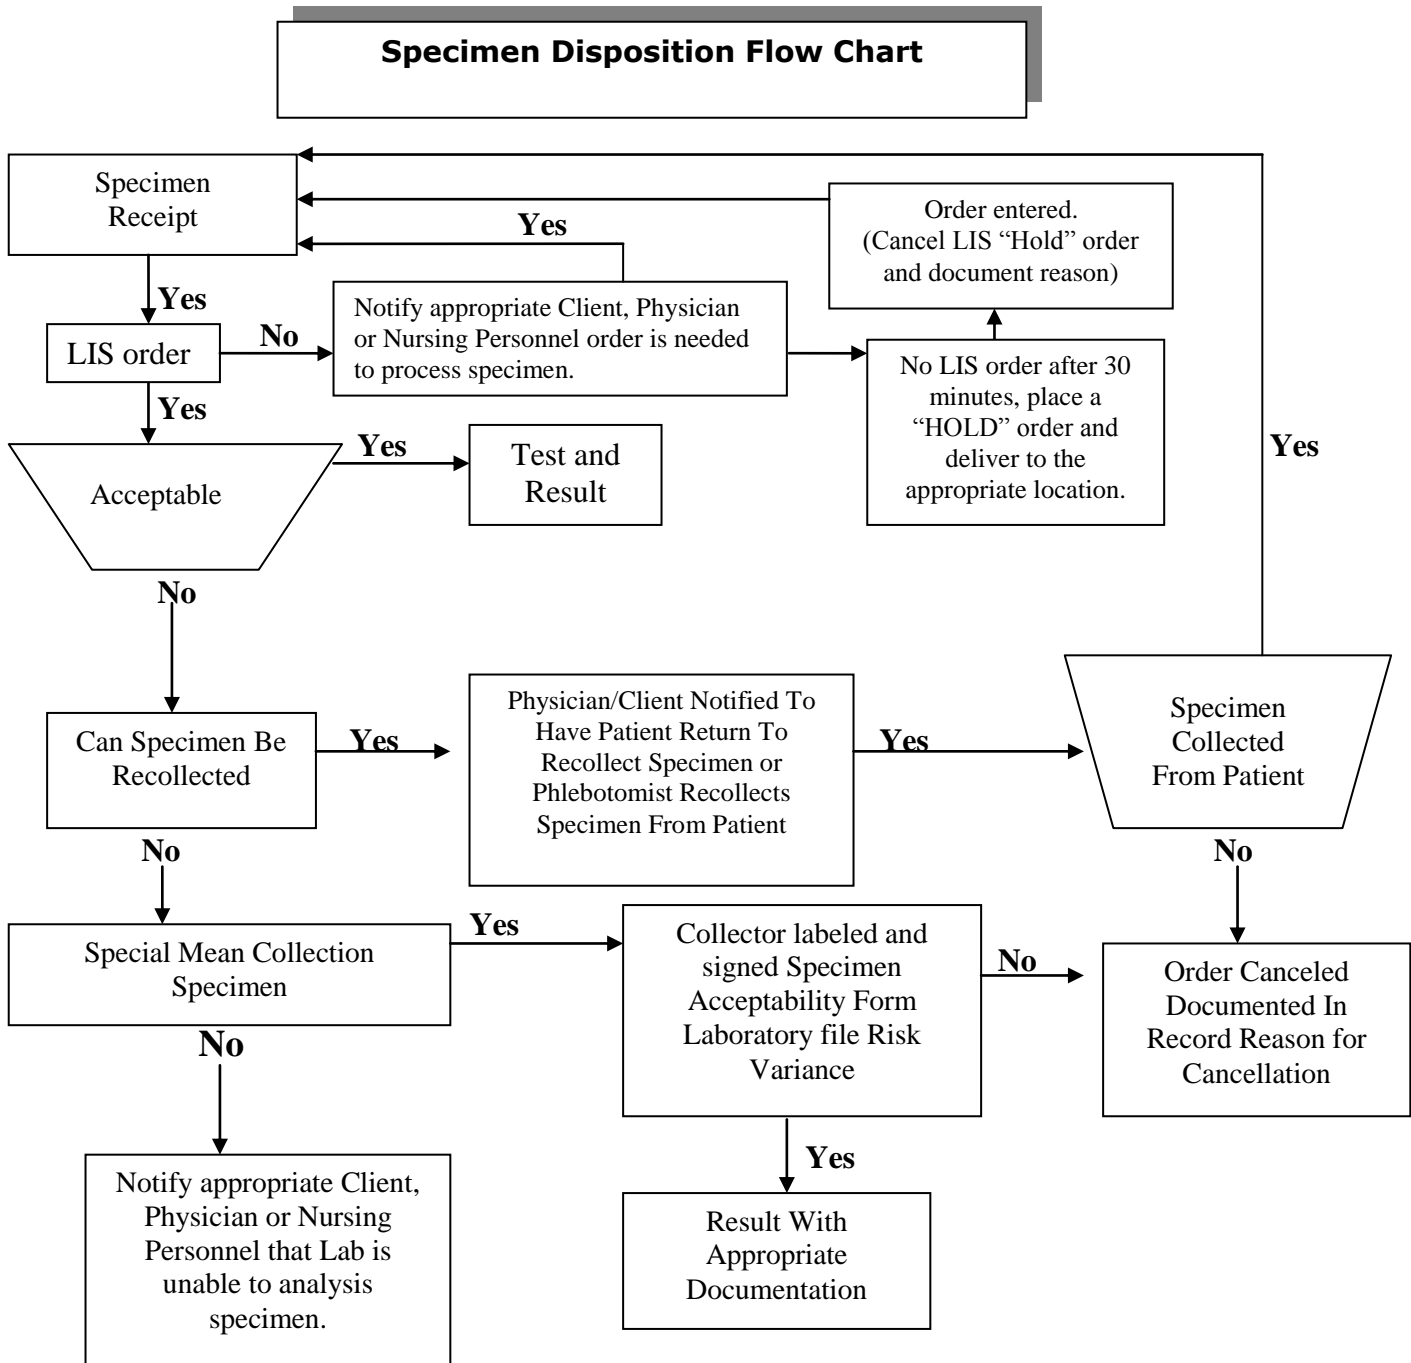 Specimen Disposition Flow Chart
Specimen
Receipt
Yes
Order entered.
(Cancel LIS “Hold” order
and document reason)
Yes
LIS order
No
Notify appropriate Client, Physician
or Nursing Personnel order is needed
to process specimen.
No LIS order after 30
minutes, place a
“HOLD” order and
deliver to the
appropriate location.
Yes
Yes
Acceptable
Yes
Test and
Result
No
Can Specimen Be
Recollected
Yes
Physician/Client Notified To
Have Patient Return To
Recollect Specimen or
Phlebotomist Recollects
Specimen From Patient
Yes
Specimen
Collected
From Patient
No
No
Special Mean Collection
Specimen
Yes
Collector labeled and
signed Specimen
Acceptability Form
Laboratory file Risk
Variance
No
Order Canceled
Documented In
Record Reason for
Cancellation
No
Yes
Notify appropriate Client,
Physician or Nursing
Personnel that Lab is
unable to analysis
specimen.
Result With
Appropriate
Documentation